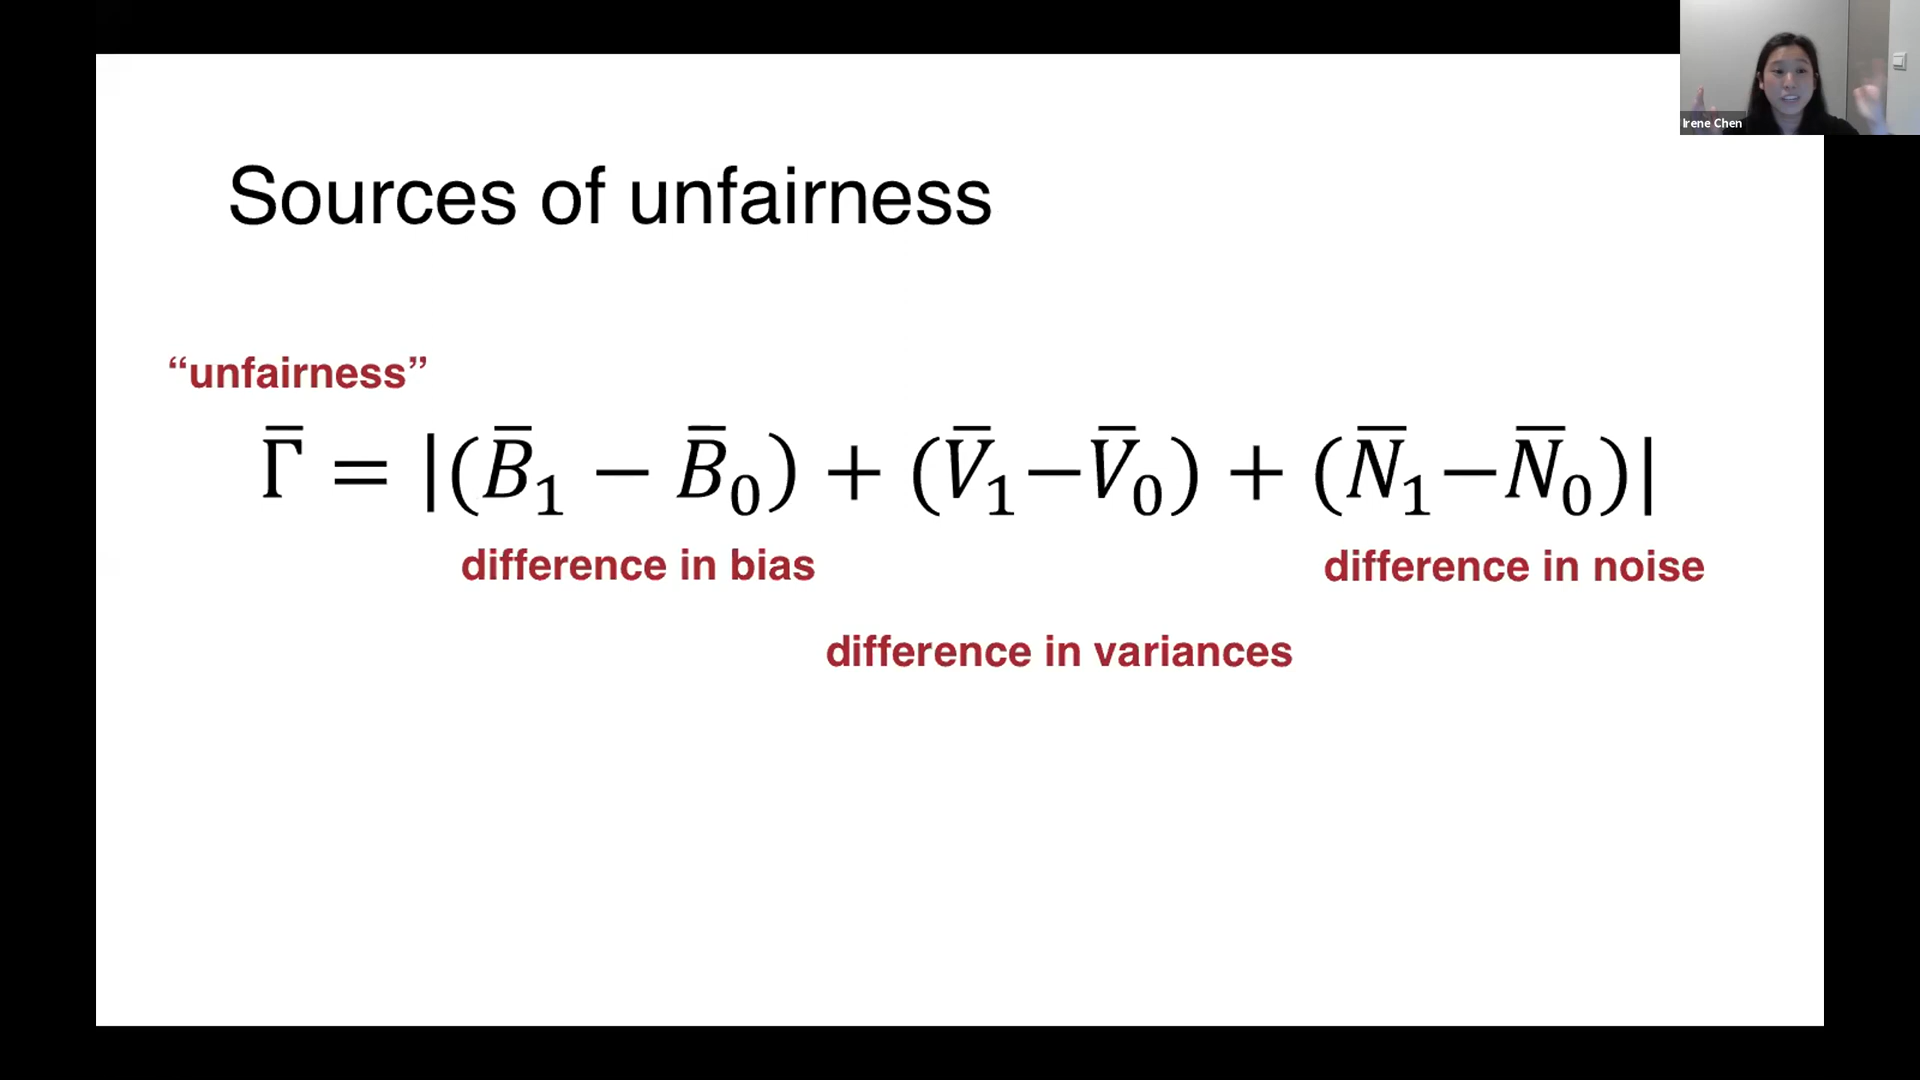 Irene Chen
Sources of unfairness
“unfairness”
Γ̅ = |(B̅₁ − B̅₀) + (V̅₁−V̅₀) + (N̅₁−N̅₀)|
difference in bias
difference in noise
difference in variances